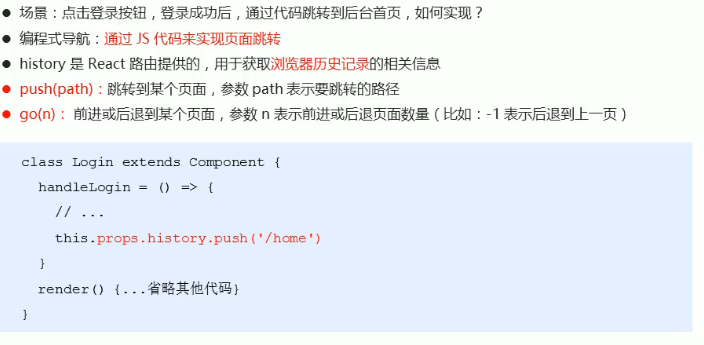 ● 场景：点击登录按钮，登录成功后，通过代码跳转到后台首页，如何实现？
● 编程式导航：通过 JS 代码来实现页面跳转
● history 是 React 路由提供的，用于获取浏览器历史记录的相关信息
● push(path)：跳转到某个页面，参数 path 表示要跳转的路径
● go(n)： 前进或后退到某个页面，参数 n 表示前进或后退页面数量（比如：-1 表示后退到上一页）
class Login extends Component {
  handleLogin = () => {
    // ...
    this.props.history.push('/home')
  }
  render() {...省略其他代码}
}